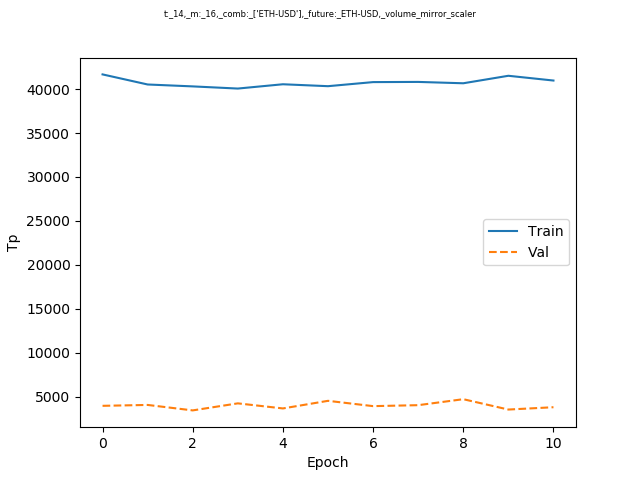 t:_14,_m:_16,_comb:_['ETH-USD'],_future:_ETH-USD,_volume_mirror_scaler
40000
35000
30000
25000
20000
15000
10000
5000
Tp
Train
Val
0 2 4 6 8 10
Epoch